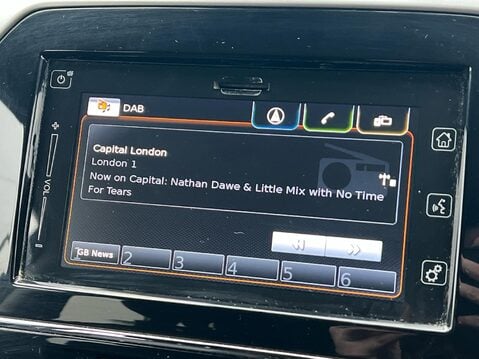 DAB
Capital London
London 1
Now on Capital: Nathan Dawe & Little Mix with No Time
For Tears
+
VOL
-
GB News 2 3 4 5 6